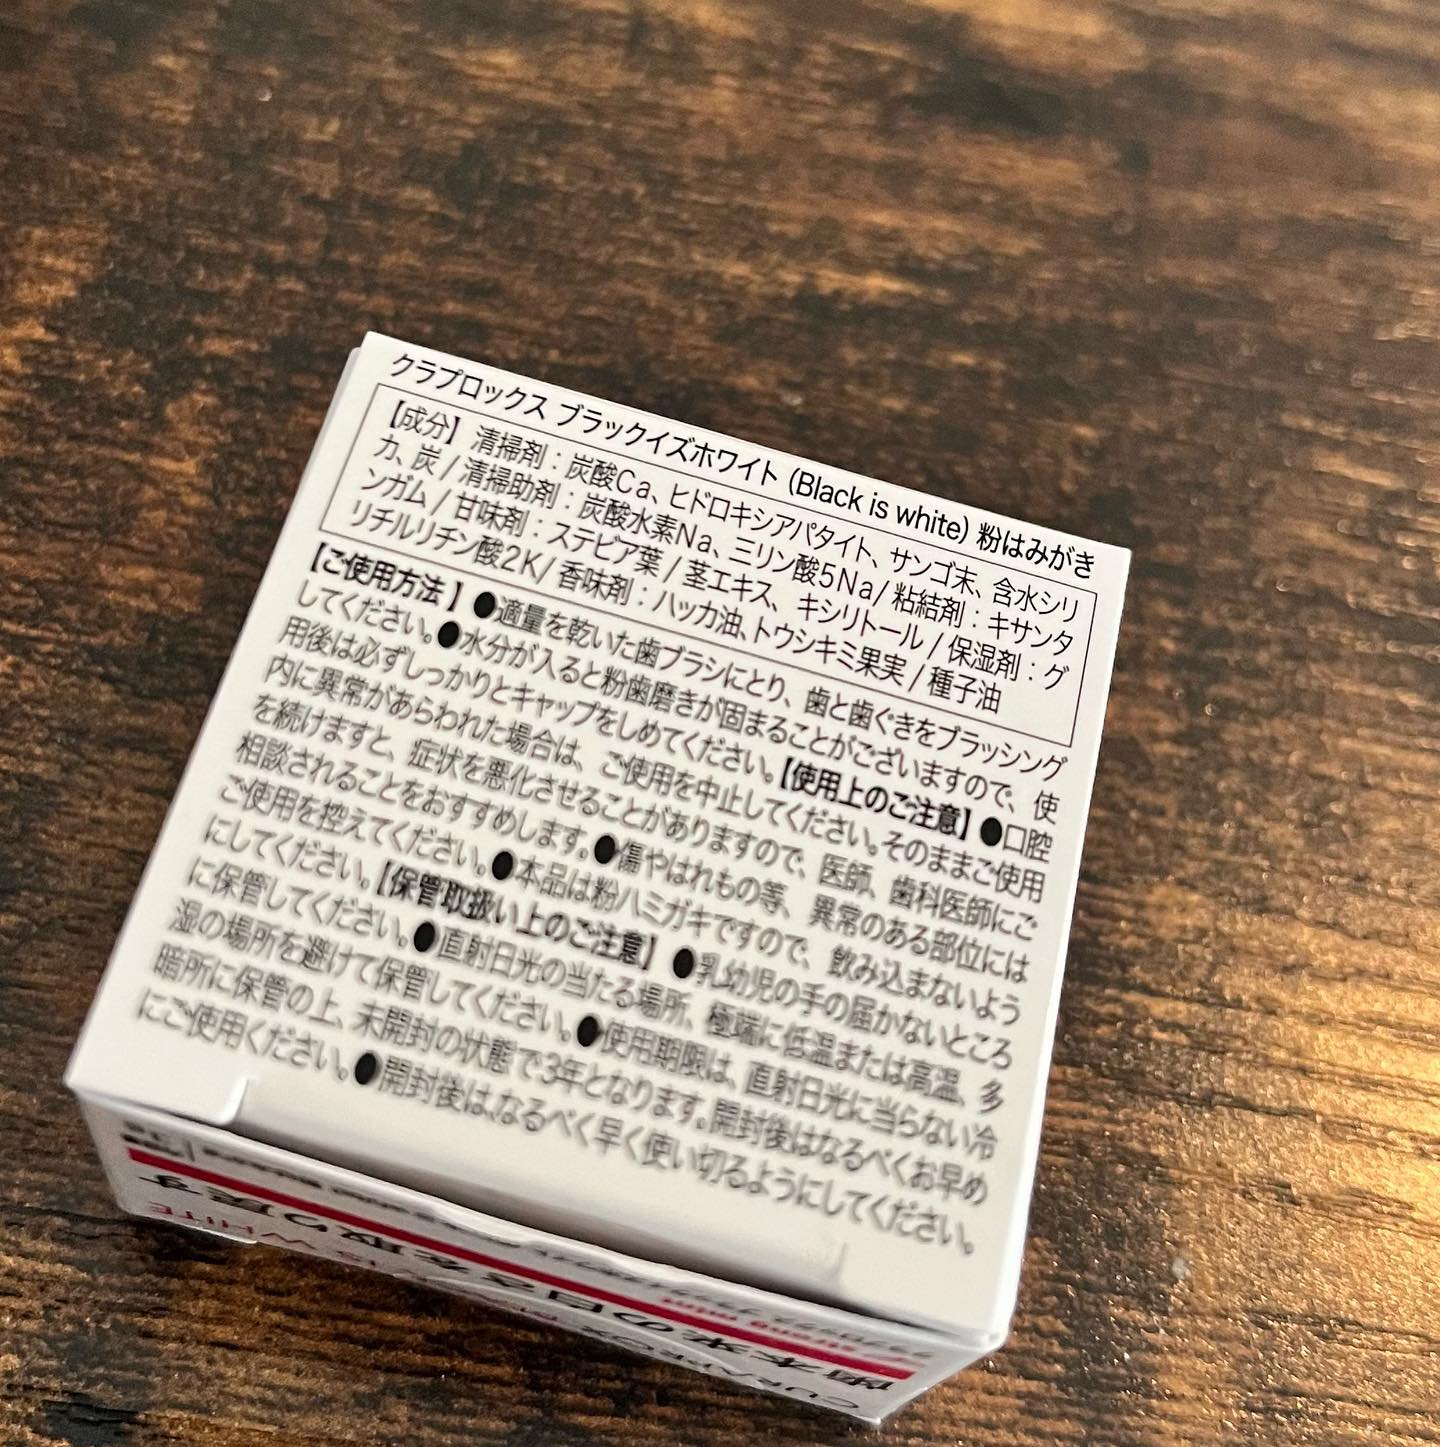 クラプロックス ブラックイズホワイト (Black is white) 粉はみがき
【成分】 清掃剤：炭酸Ca、ヒドロキシアパタイト、サンゴ末、含水シリ
カ、炭 / 清掃助剤：炭酸水素Na、三リン酸5Na/ 粘結剤：キサンタ
ンガム / 甘味剤：ステビア葉 / 茎エキス、キシリトール / 保湿剤：グ
リチルリチン酸2K/ 香味剤：ハッカ油、トウシキミ果実 / 種子油
【ご使用方法 】●適量を乾いた歯ブラシにとり、歯と歯ぐきをブラッシング
してください。●水分が入ると粉歯磨きが固まることがございますので、使
用後は必ずしっかりとキャップをしめてください。【使用上のご注意】●口腔
内に異常があらわれた場合は、ご使用を中止してください。そのままご使用
を続けますと、症状を悪化させることがありますので、医師、歯科医師にご
相談されることをおすすめします。●傷やはれもの等、異常のある部位には
ご使用を控えてください。●本品は粉ハミガキですので、飲み込まないよう
にしてください。【保管取扱い上のご注意】●乳幼児の手の届かないところ
に保管してください。●直射日光の当たる場所、極端に低温または高温、多
湿の場所を避けて保管してください。●使用期限は、直射日光に当らない冷
暗所に保管の上、未開封の状態で3年となります。開封後はなるべくお早め
にご使用ください。●開封後は、なるべく早く使い切るようにしてください。
歯本来の白さを取り戻す